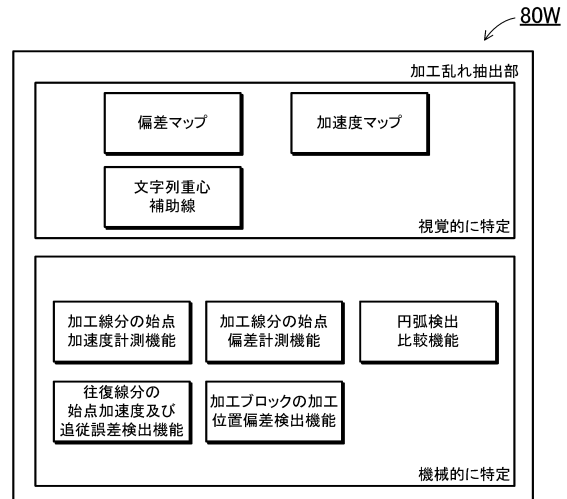 80W
加工乱れ抽出部
偏差マップ
加速度マップ
文字列重心
補助線
視覚的に特定
加工線分の始点
加速度計測機能
加工線分の始点
偏差計測機能
円弧検出
比較機能
往復線分の
始点加速度及び
追従誤差検出機能
加工ブロックの加工
位置偏差検出機能
機械的に特定